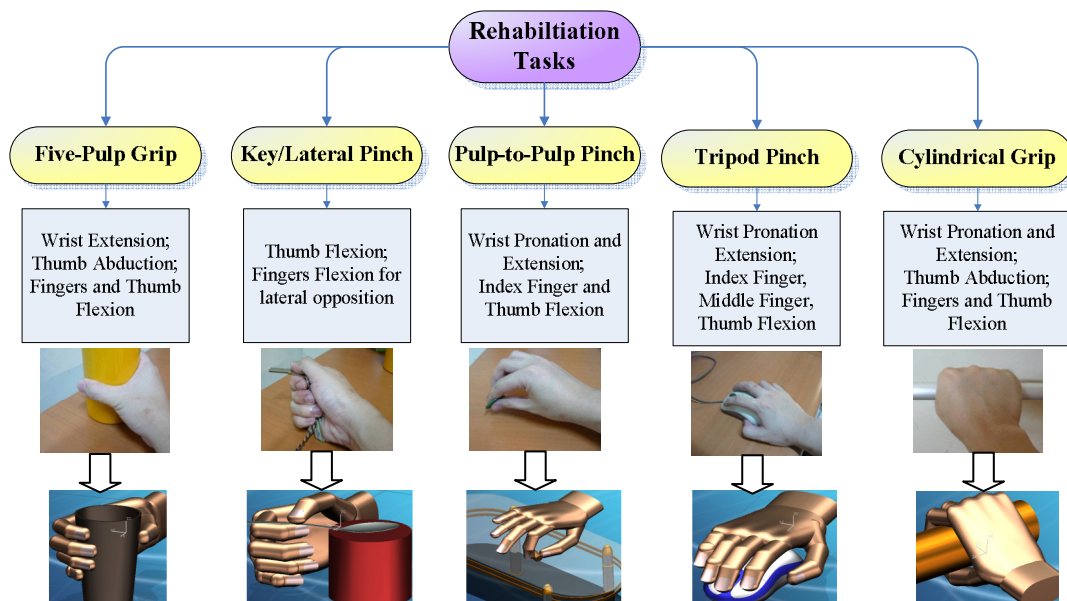 Rehabiltiation
Tasks
Five-Pulp Grip
Key/Lateral Pinch
Pulp-to-Pulp Pinch
Tripod Pinch
Cylindrical Grip
Wrist Extension;
Thumb Abduction;
Fingers and Thumb
Flexion
Thumb Flexion;
Fingers Flexion for
lateral opposition
Wrist Pronation and
Extension;
Index Finger and
Thumb Flexion
Wrist Pronation
Extension;
Index Finger,
Middle Finger,
Thumb Flexion
Wrist Pronation and
Extension;
Thumb Abduction;
Fingers and Thumb
Flexion